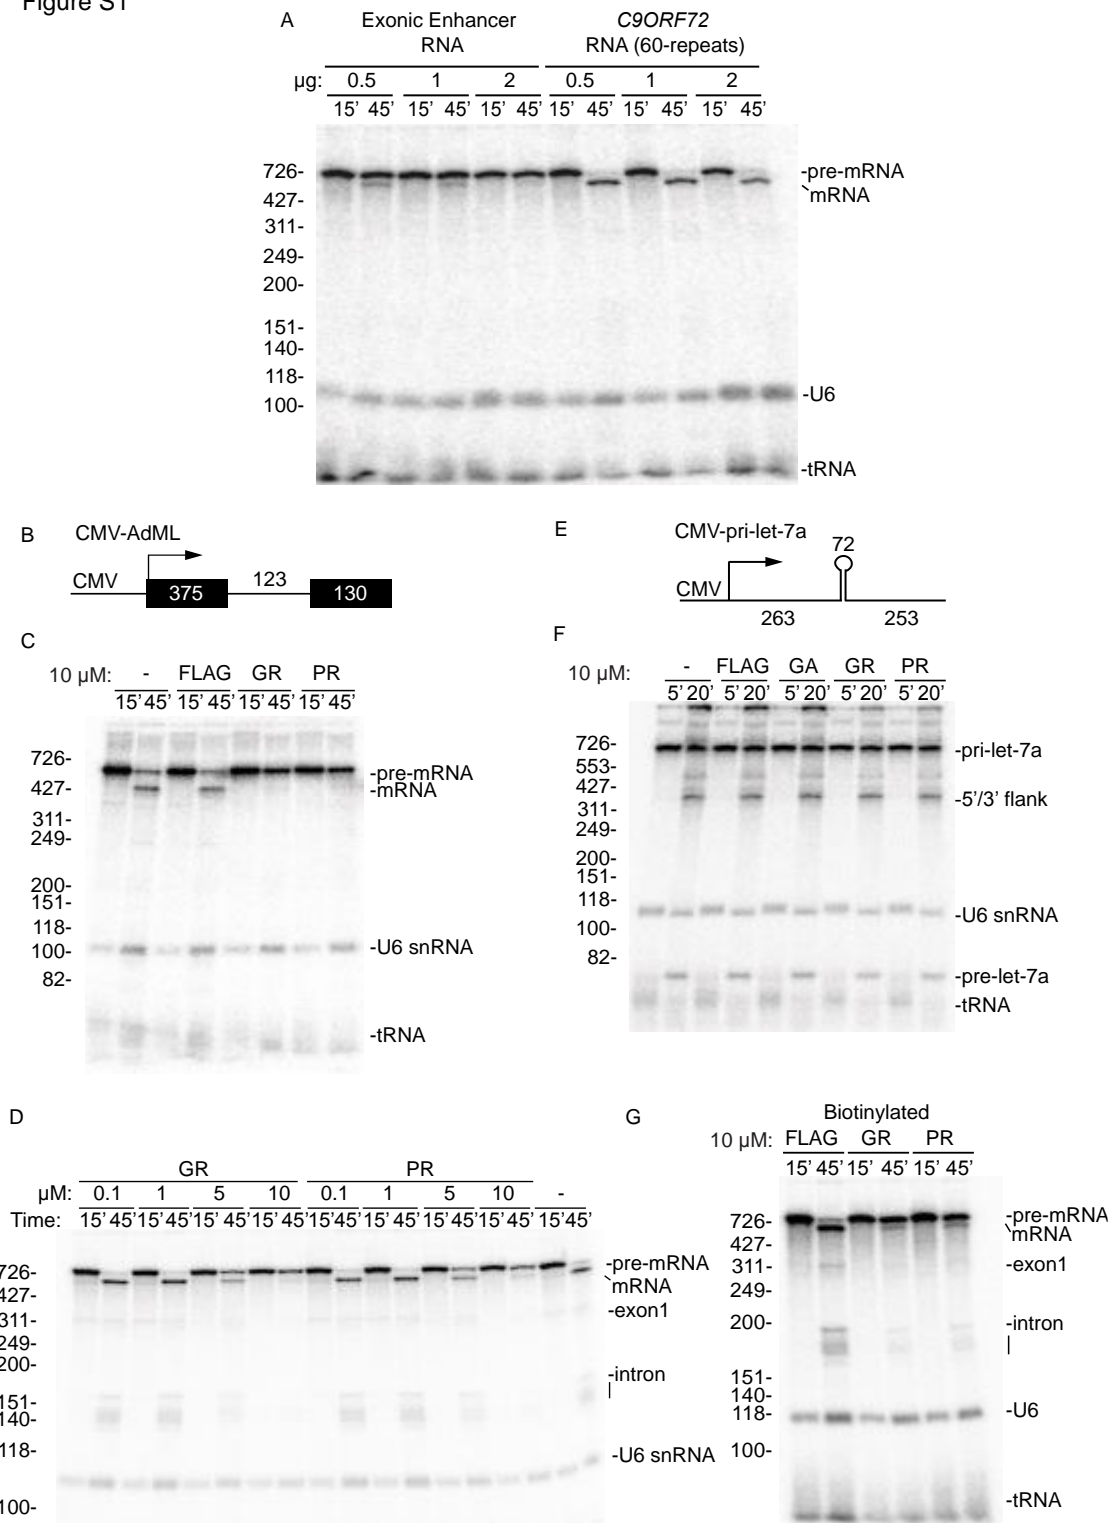 Figure S1
A
Exonic Enhancer
RNA
C9ORF72
RNA (60-repeats)
µg: 0.5 1 2 0.5 1 2
15' 45' 15' 45' 15' 45' 15' 45' 15' 45' 15' 45'
726-
427-
311-
249-
200-
151-
140-
118-
100-
-pre-mRNA
mRNA
-U6
-tRNA
B
CMV-AdML
CMV
375
123
130
C
10 µM: - FLAG GR PR
15' 45' 15' 45' 15' 45' 15' 45'
726-
427-
311-
249-
200-
151-
118-
100-
82-
-pre-mRNA
-mRNA
-U6 snRNA
-tRNA
E
CMV-pri-let-7a
72
CMV
263
253
F
10 µM: - FLAG GA GR PR
5' 20' 5' 20' 5' 20' 5' 20' 5' 20'
726-
553-
427-
311-
249-
200-
151-
118-
100-
82-
-pri-let-7a
-5'/3' flank
-U6 snRNA
-pre-let-7a
-tRNA
D
GR PR
µM: 0.1 1 5 10 0.1 1 5 10 -
Time: 15' 45' 15' 45' 15' 45' 15' 45' 15' 45' 15' 45' 15' 45' 15' 45' 15' 45'
726-
427-
311-
249-
200-
151-
140-
118-
100-
-pre-mRNA
mRNA
-exon1
-intron
-U6 snRNA
G
Biotinylated
10 µM: FLAG GR PR
15' 45' 15' 45' 15' 45'
726-
427-
311-
249-
200-
151-
140-
118-
100-
-pre-mRNA
mRNA
-exon1
-intron
-U6
-tRNA